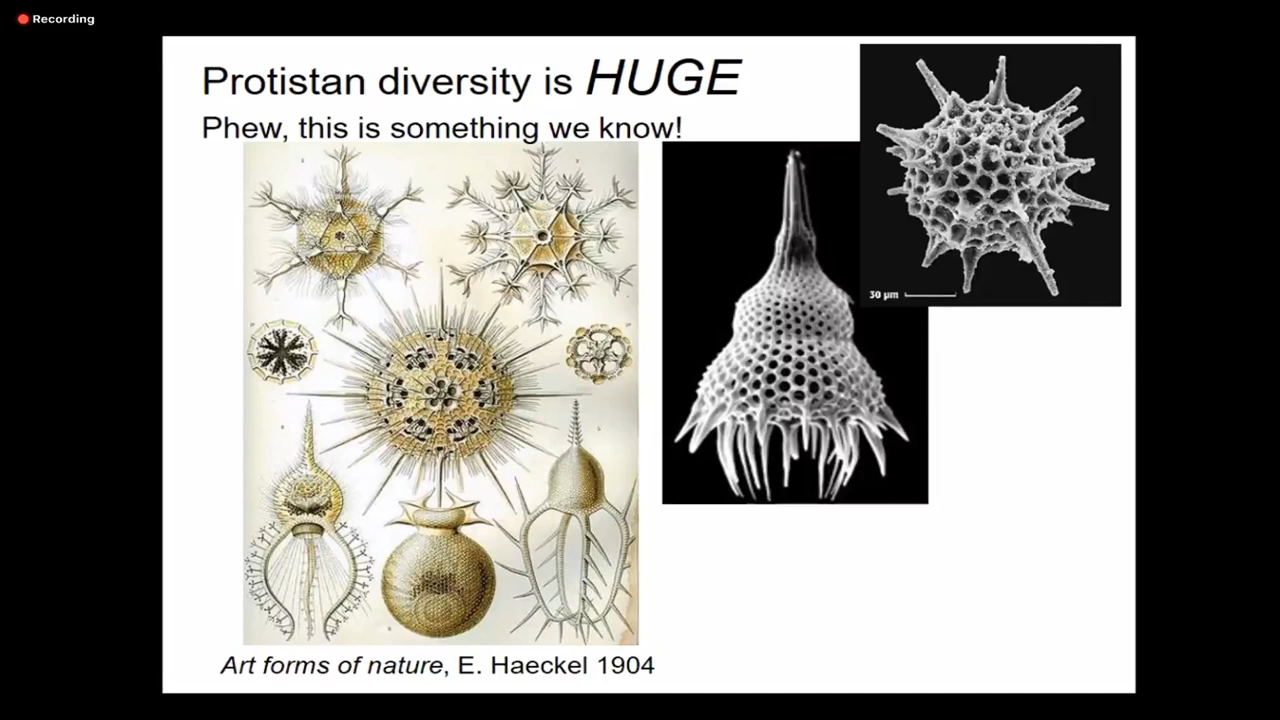 Recording
Protistan diversity is HUGE
Phew, this is something we know!
30 µm
Art forms of nature, E. Haeckel 1904